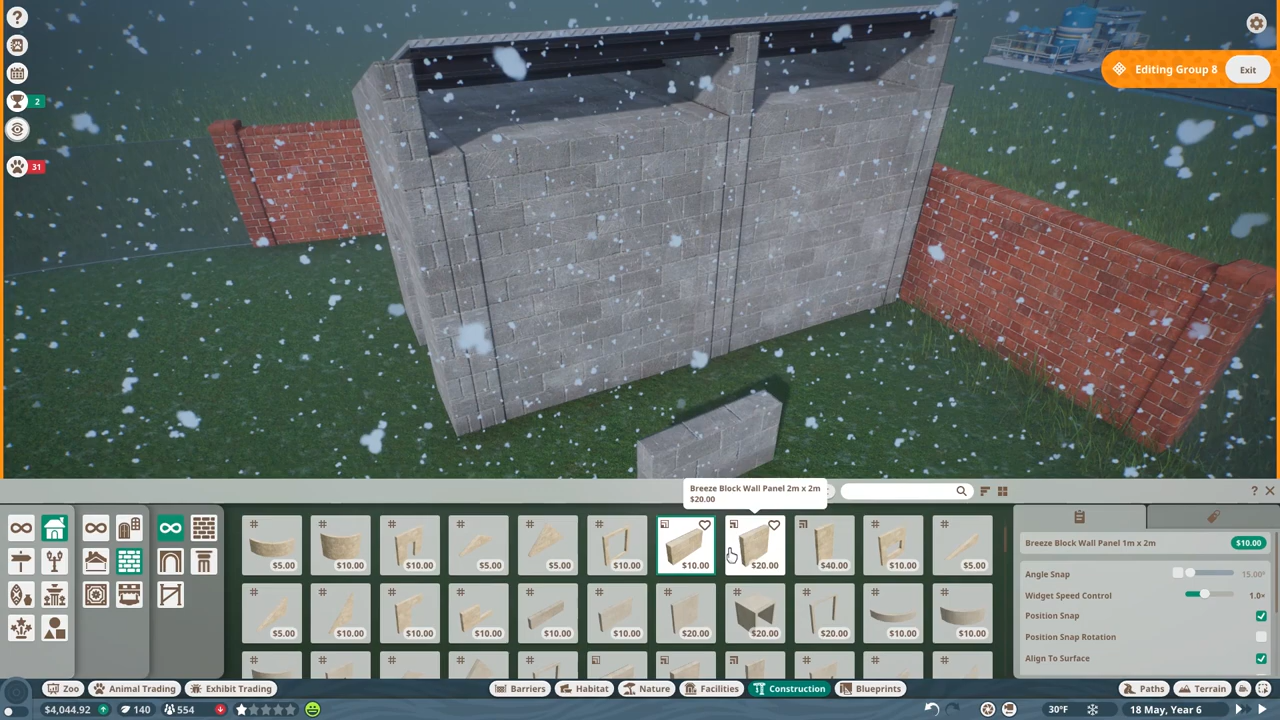 ?
Editing Group 8 Exit
2
31
Breeze Block Wall Panel 2m x 2m
$20.00
? ×
$5.00 $10.00 $10.00 $5.00 $5.00 $10.00 $10.00 $20.00 $40.00 $10.00 $5.00
$5.00 $10.00 $10.00 $10.00 $10.00 $10.00 $20.00 $20.00 $20.00 $10.00 $10.00
Breeze Block Wall Panel 1m x 2m $10.00
Angle Snap 15.00°
Widget Speed Control 1.0×
Position Snap
Position Snap Rotation
Align To Surface
Zoo Animal Trading Exhibit Trading Barriers Habitat Nature Facilities Construction Blueprints Paths Terrain
$4,044.92 140 554 30°F 18 May, Year 6